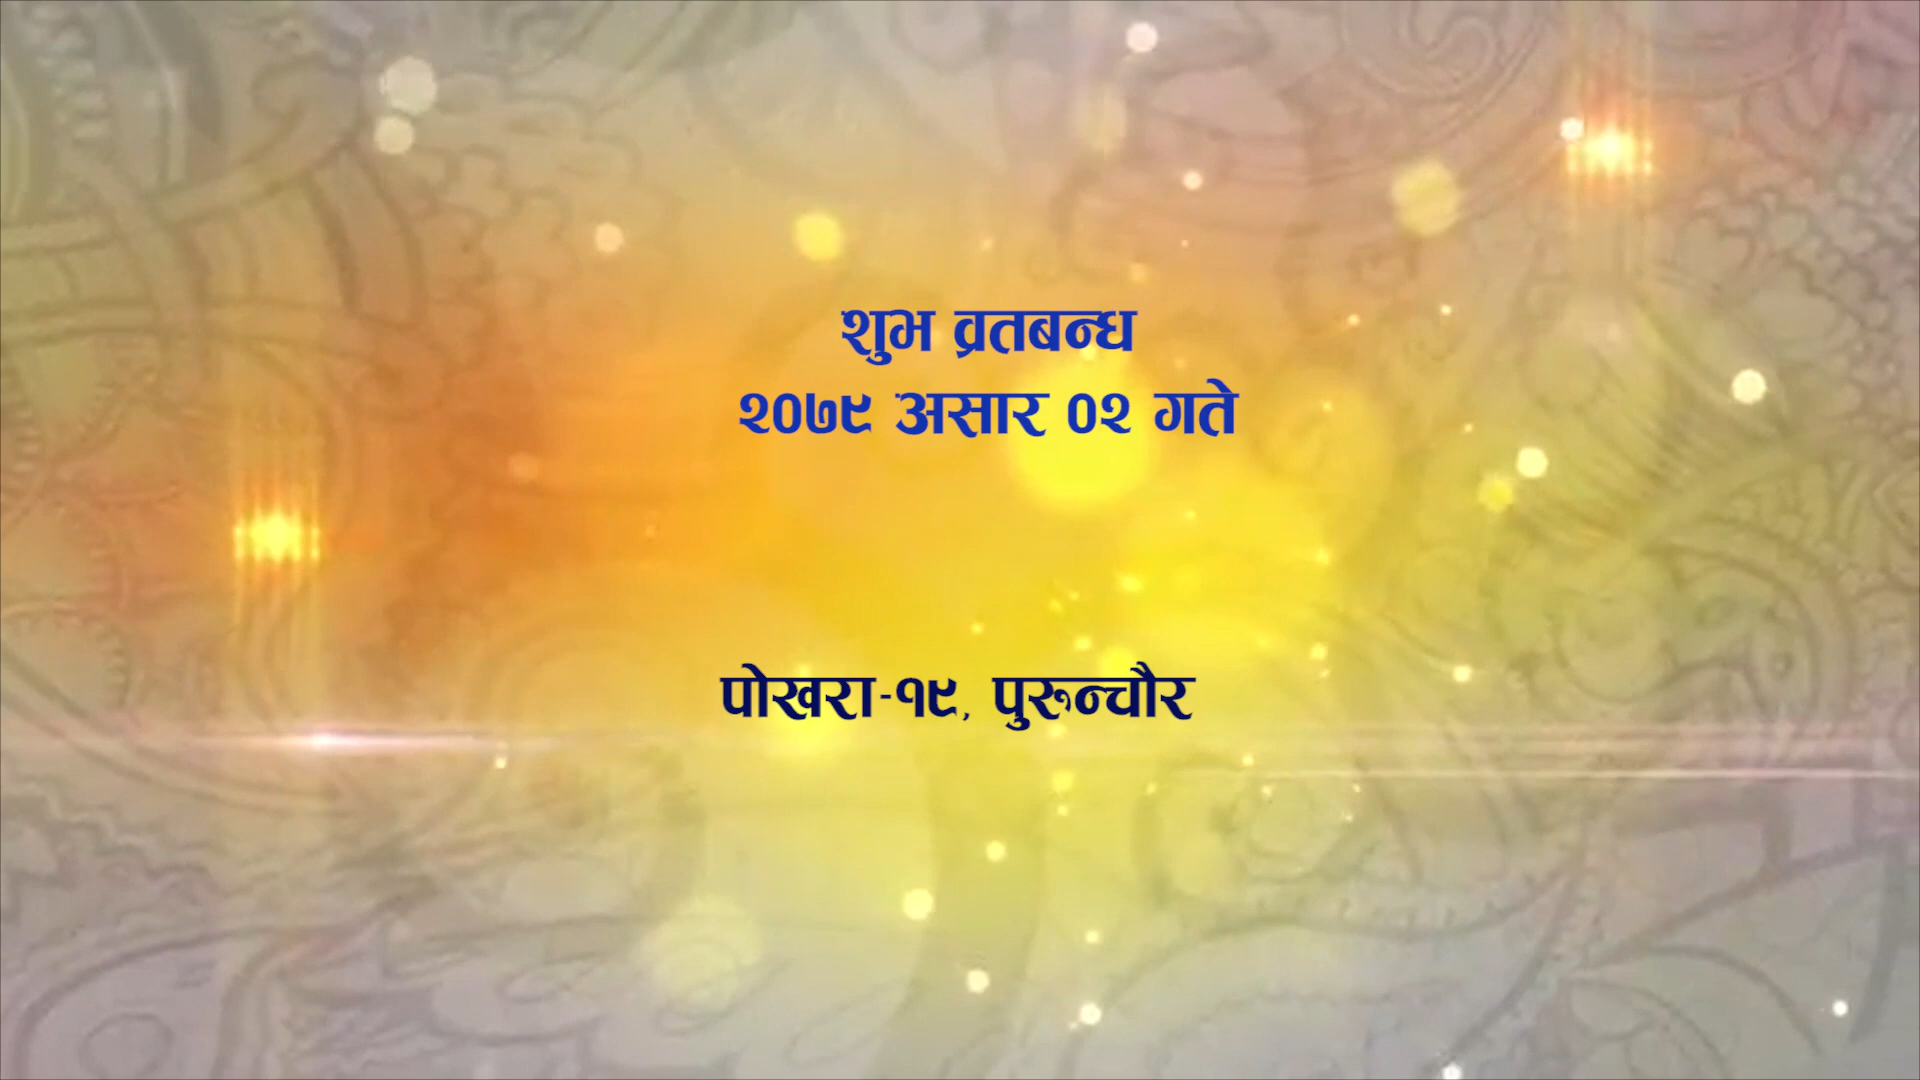 शुभ व्रतबन्ध
२०७९ असार ०२ गते
पोखरा-१९, पुरुन्चौर